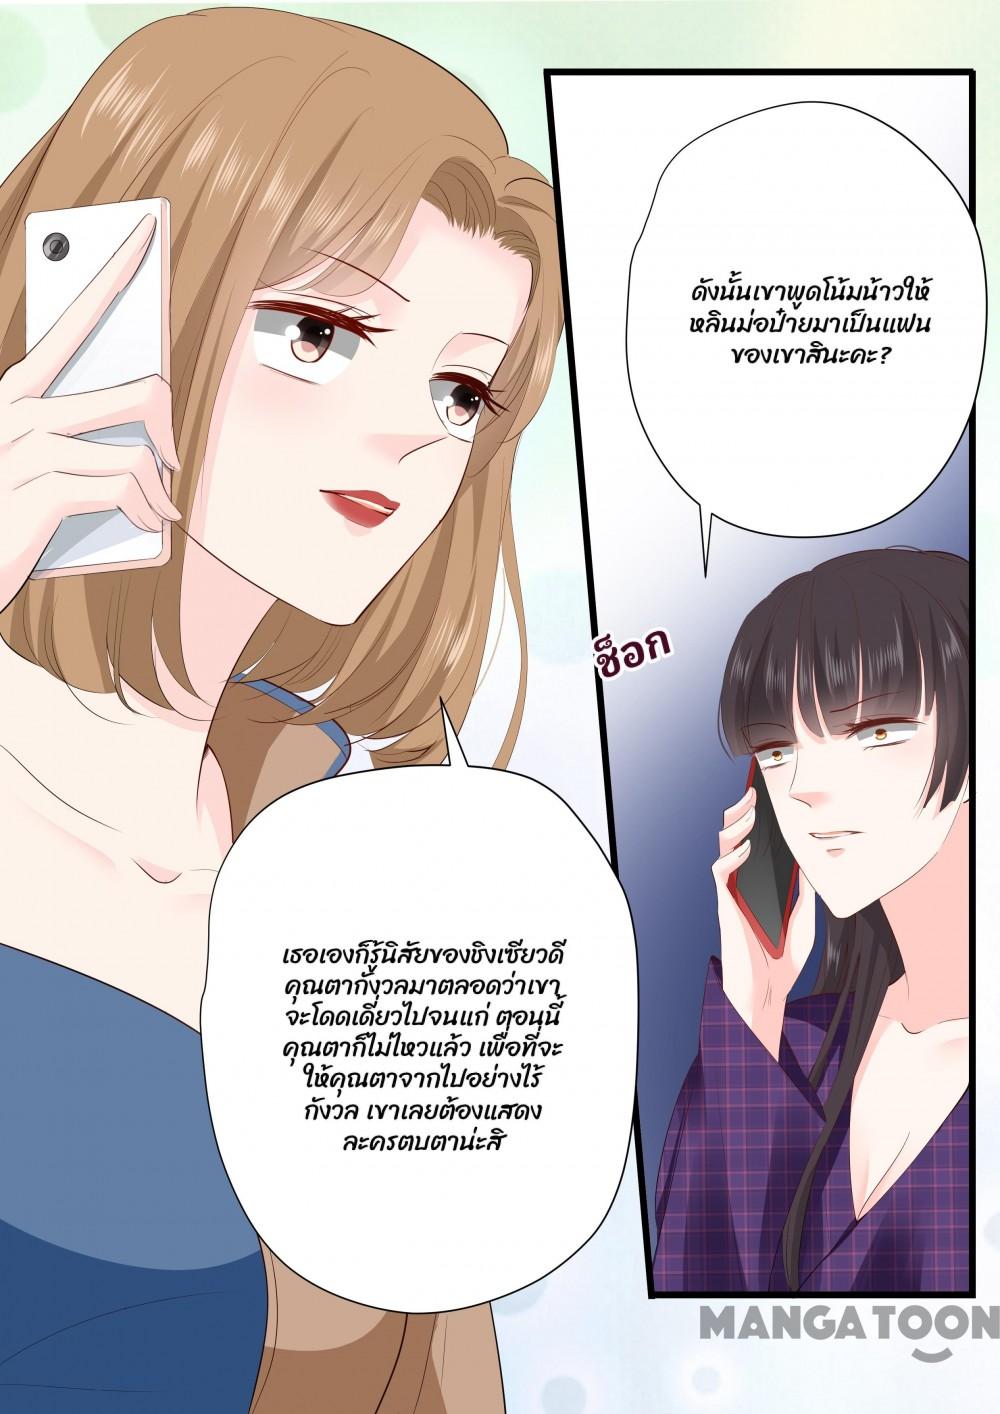 ดังนั้นเขาพูดโน้มน้าวให้
หลินม่อป๋ายมาเป็นแฟน
ของเขาสินะคะ?
ช็อก
เธอเองก็รู้นิสัยของชิงเซียวดี
คุณตากังวลมาตลอดว่าเขา
จะโดดเดี่ยวไปจนแก่ ตอนนี้
คุณตาก็ไม่ไหวแล้ว เพื่อที่จะ
ให้คุณตาจากไปอย่างไร้
กังวล เขาเลยต้องแสดง
ละครตบตาน่ะสิ
MANGATOON